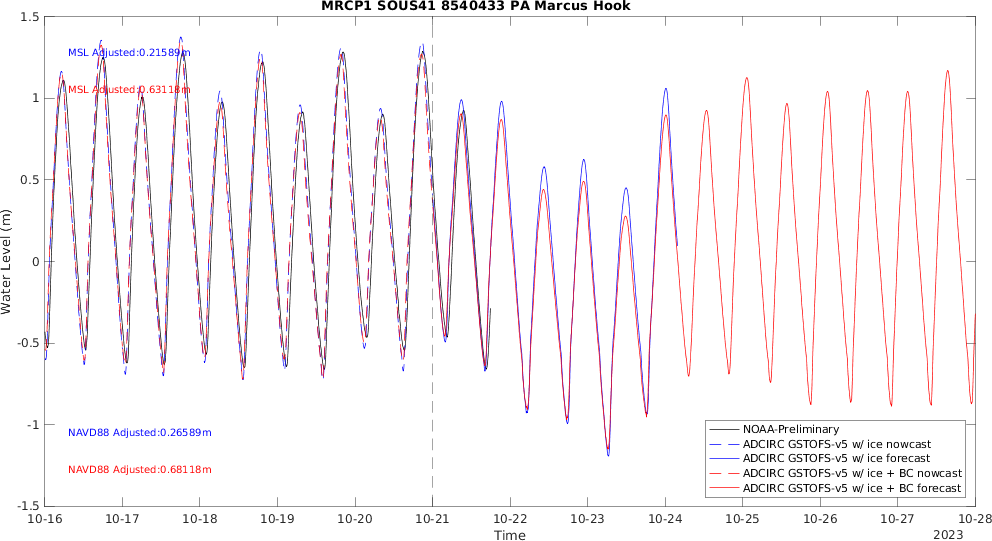 MRCP1 SOUS41 8540433 PA Marcus Hook
1.5
1
0.5
0
-0.5
-1
-1.5
Water Level (m)
MSL Adjusted:0.21589m
MSL Adjusted:0.63118m
NAVD88 Adjusted:0.26589m
NAVD88 Adjusted:0.68118m
NOAA-Preliminary
ADCIRC GSTOFS-v5 w/ ice nowcast
ADCIRC GSTOFS-v5 w/ ice forecast
ADCIRC GSTOFS-v5 w/ ice + BC nowcast
ADCIRC GSTOFS-v5 w/ ice + BC forecast
10-16 10-17 10-18 10-19 10-20 10-21 10-22 10-23 10-24 10-25 10-26 10-27 10-28
Time
2023